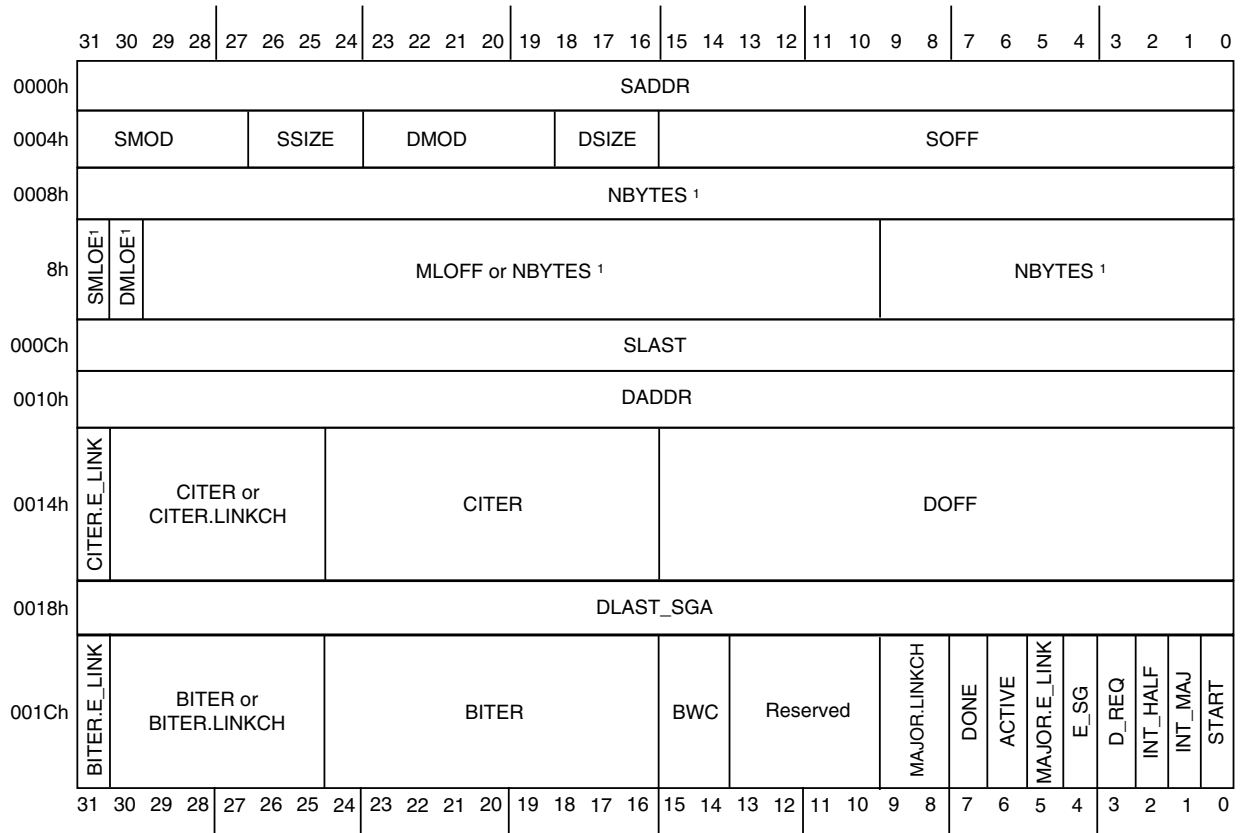 31 30 29 28 27 26 25 24 23 22 21 20 19 18 17 16 15 14 13 12 11 10 9 8 7 6 5 4 3 2 1 0
0000h SADDR
0004h SMOD SSIZE DMOD DSIZE SOFF
0008h NBYTES 1
8h SMLOE1 DMLOE1 MLOFF or NBYTES 1 NBYTES 1
000Ch SLAST
0010h DADDR
0014h CITER.E_LINK CITER or
CITER.LINKCH CITER DOFF
0018h DLAST_SGA
001Ch BITER.E_LINK BITER or
BITER.LINKCH BITER BWC Reserved MAJOR.LINKCH DONE ACTIVE MAJOR.E_LINK E_SG D_REQ INT_HALF INT_MAJ START
31 30 29 28 27 26 25 24 23 22 21 20 19 18 17 16 15 14 13 12 11 10 9 8 7 6 5 4 3 2 1 0